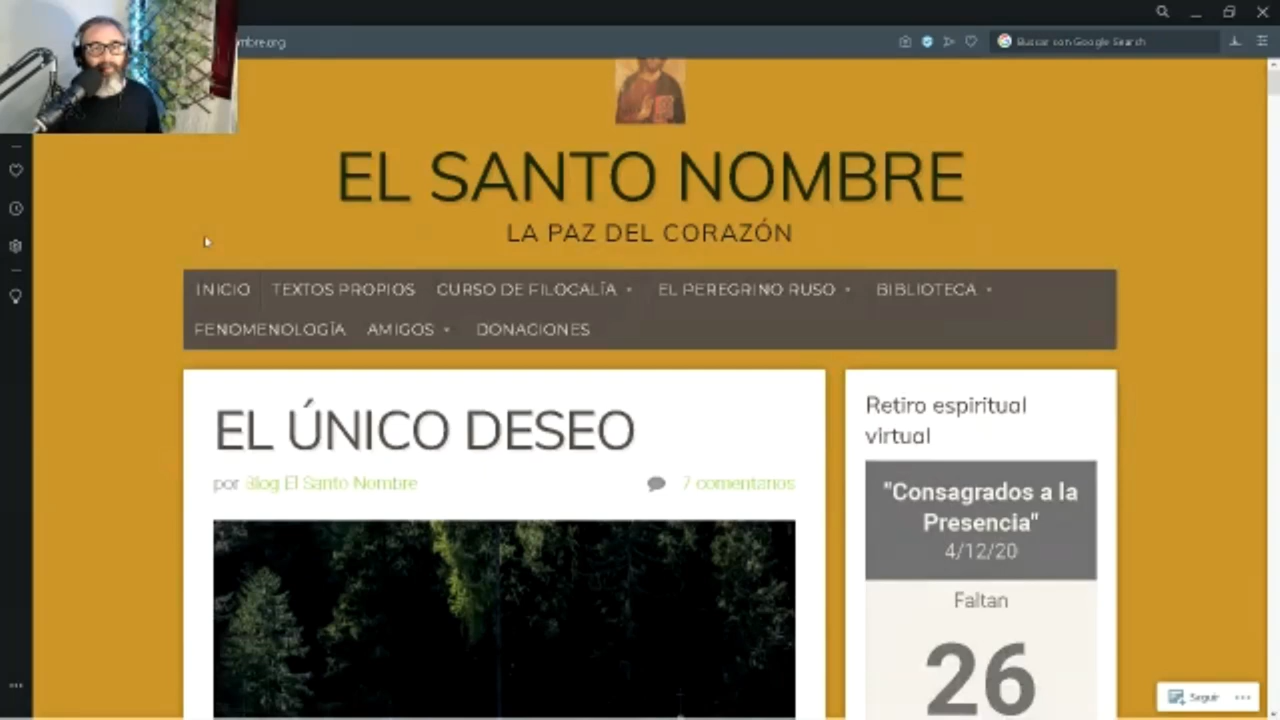 mbre.org
Buscar con Google Search
EL SANTO NOMBRE
LA PAZ DEL CORAZÓN
INICIO TEXTOS PROPIOS CURSO DE FILOCALÍA EL PEREGRINO RUSO BIBLIOTECA
FENOMENOLOGÍA AMIGOS DONACIONES
EL ÚNICO DESEO
por Blog El Santo Nombre 7 comentarios
Retiro espiritual
virtual
"Consagrados a la
Presencia"
4/12/20
Faltan
26
Seguir